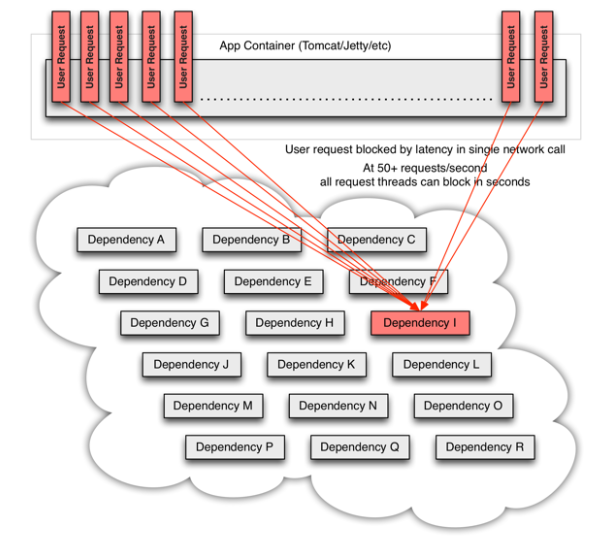 User Request
User Request
User Request
User Request
User Request
User Request
User Request
App Container (Tomcat/Jetty/etc)
User request blocked by latency in single network call
At 50+ requests/second
all request threads can block in seconds
Dependency A
Dependency B
Dependency C
Dependency D
Dependency E
Dependency F
Dependency G
Dependency H
Dependency I
Dependency J
Dependency K
Dependency L
Dependency M
Dependency N
Dependency O
Dependency P
Dependency Q
Dependency R